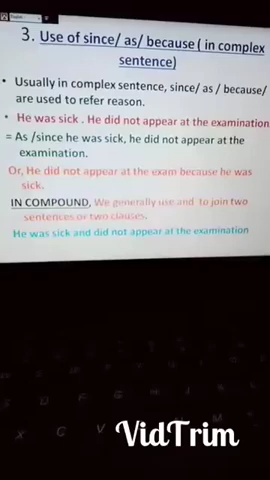 3. Use of since/ as/ because ( in complex
sentence)
• Usually in complex sentence, since/ as / because/
are used to refer reason.
• He was sick . He did not appear at the examination.
= As /since he was sick, he did not appear at the
examination.
Or, He did not appear at the exam because he was
sick.
IN COMPOUND, We generally use and to join two
sentences or two clauses.
He was sick and did not appear at the examination
D F G H
X C V M
VidTrim